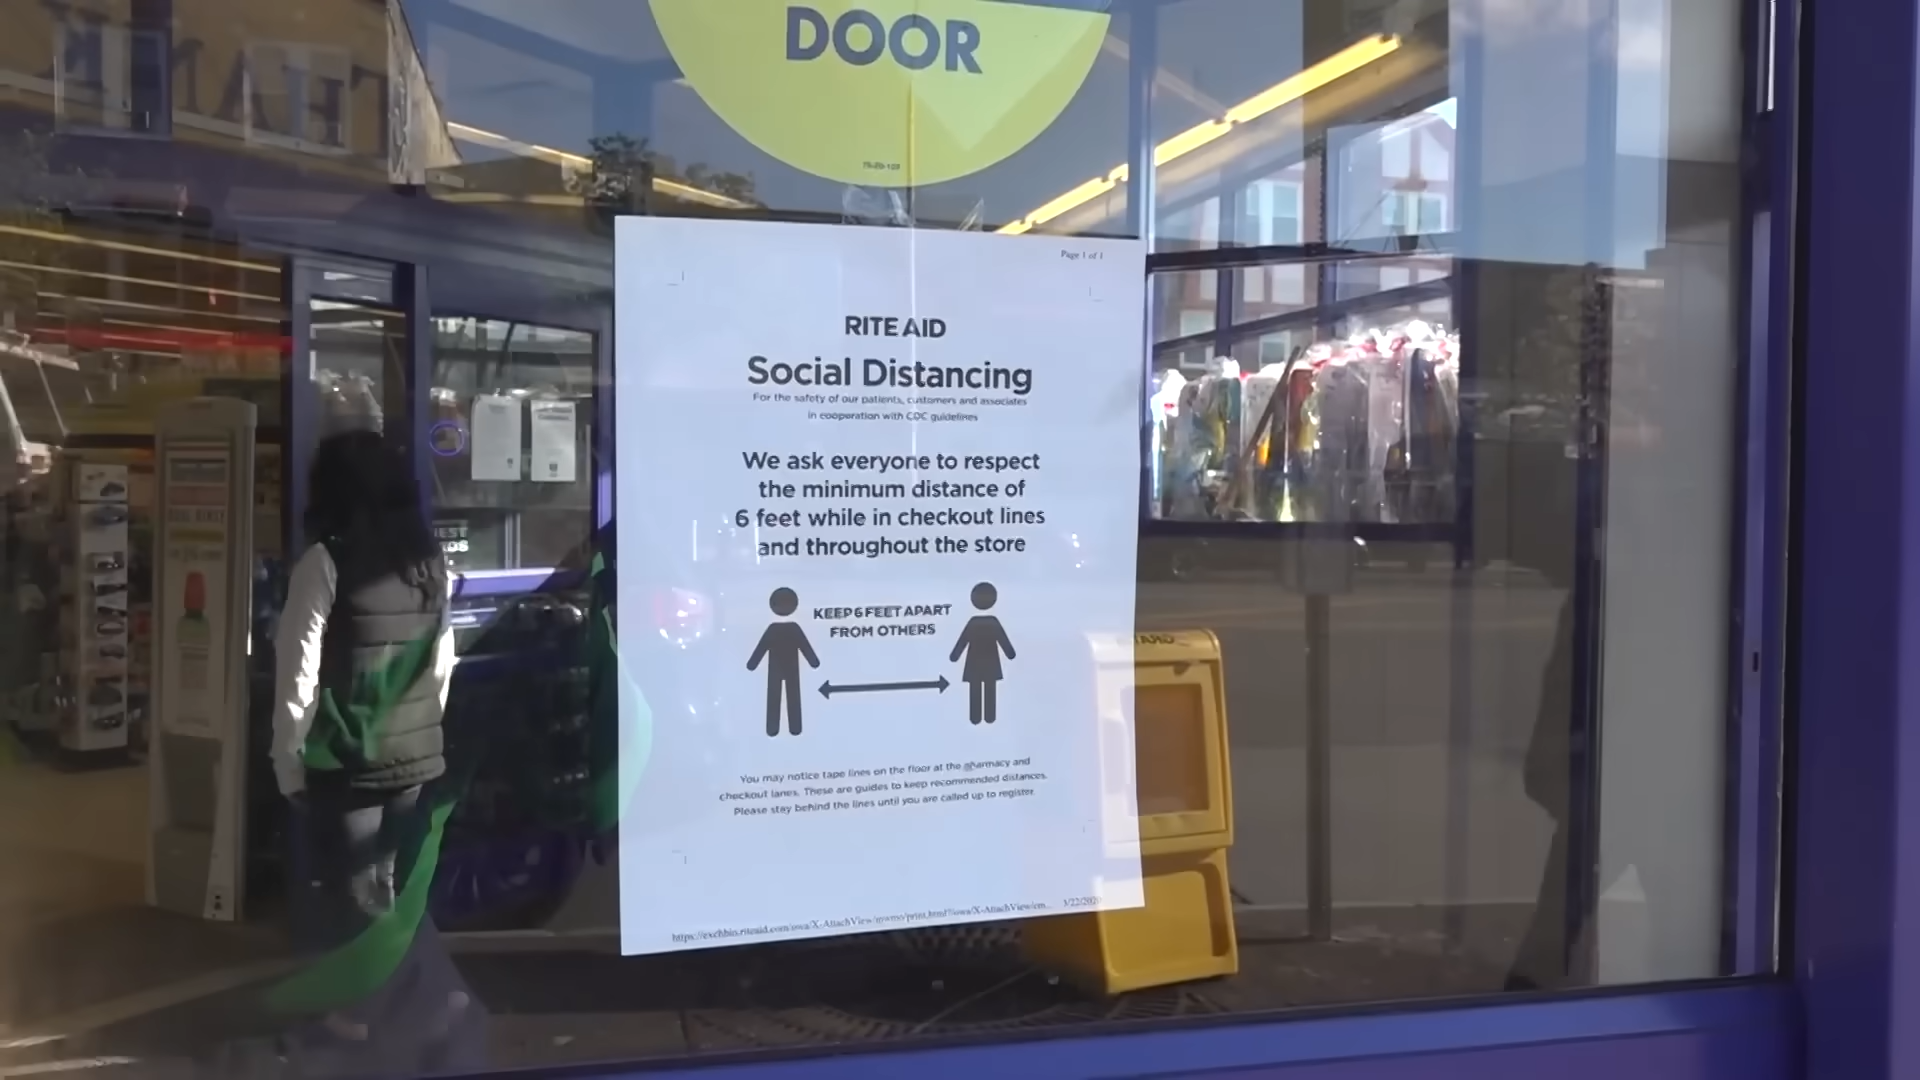 DOOR
Page 1 of 1
RITE AID
Social Distancing
For the safety of our patients, customers and associates
in cooperation with CDC guidelines
We ask everyone to respect
the minimum distance of
6 feet while in checkout lines
and throughout the store
KEEP 6 FEET APART
FROM OTHERS
You may notice tape lines on the floor at the pharmacy and
checkout lanes. These are guides to keep recommended distances.
Please stay behind the lines until you are called up to register.
3/22/2020